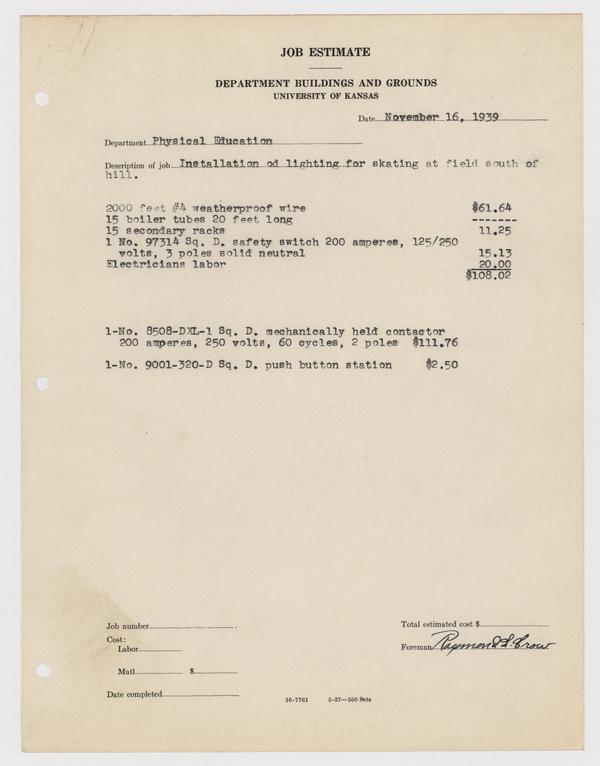 JOB ESTIMATE
DEPARTMENT BUILDINGS AND GROUNDS
UNIVERSITY OF KANSAS
Date November 16, 1939
Department Physical Education
Description of job Installation od lighting for skating at field south of
hill.
2000 feet #4 weatherproof wire $61.64
15 boiler tubes 20 feet long -------
15 secondary racks 11.25
1 No. 97314 Sq. D. safety switch 200 amperes, 125/250
volts, 3 poles solid neutral 15.13
Electricians labor 20.00
$108.02
1-No. 8508-DXL-1 Sq. D. mechanically held contactor
200 amperes, 250 volts, 60 cycles, 2 poles $111.76
1-No. 9001-320-D Sq. D. push button station $2.50
Job number
Total estimated cost $
Cost:
Labor
Foreman Raymond S. Crow
Matl. $
Date completed
16-7761 5-37—500 Sets